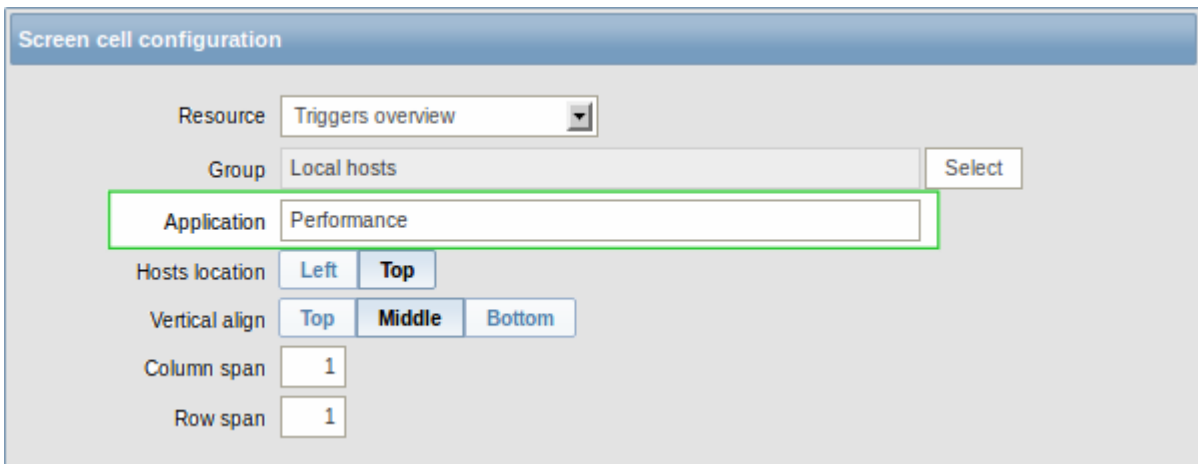 Screen cell configuration
Resource Triggers overview
Group Local hosts Select
Application Performance
Hosts location Left Top
Vertical align Top Middle Bottom
Column span 1
Row span 1